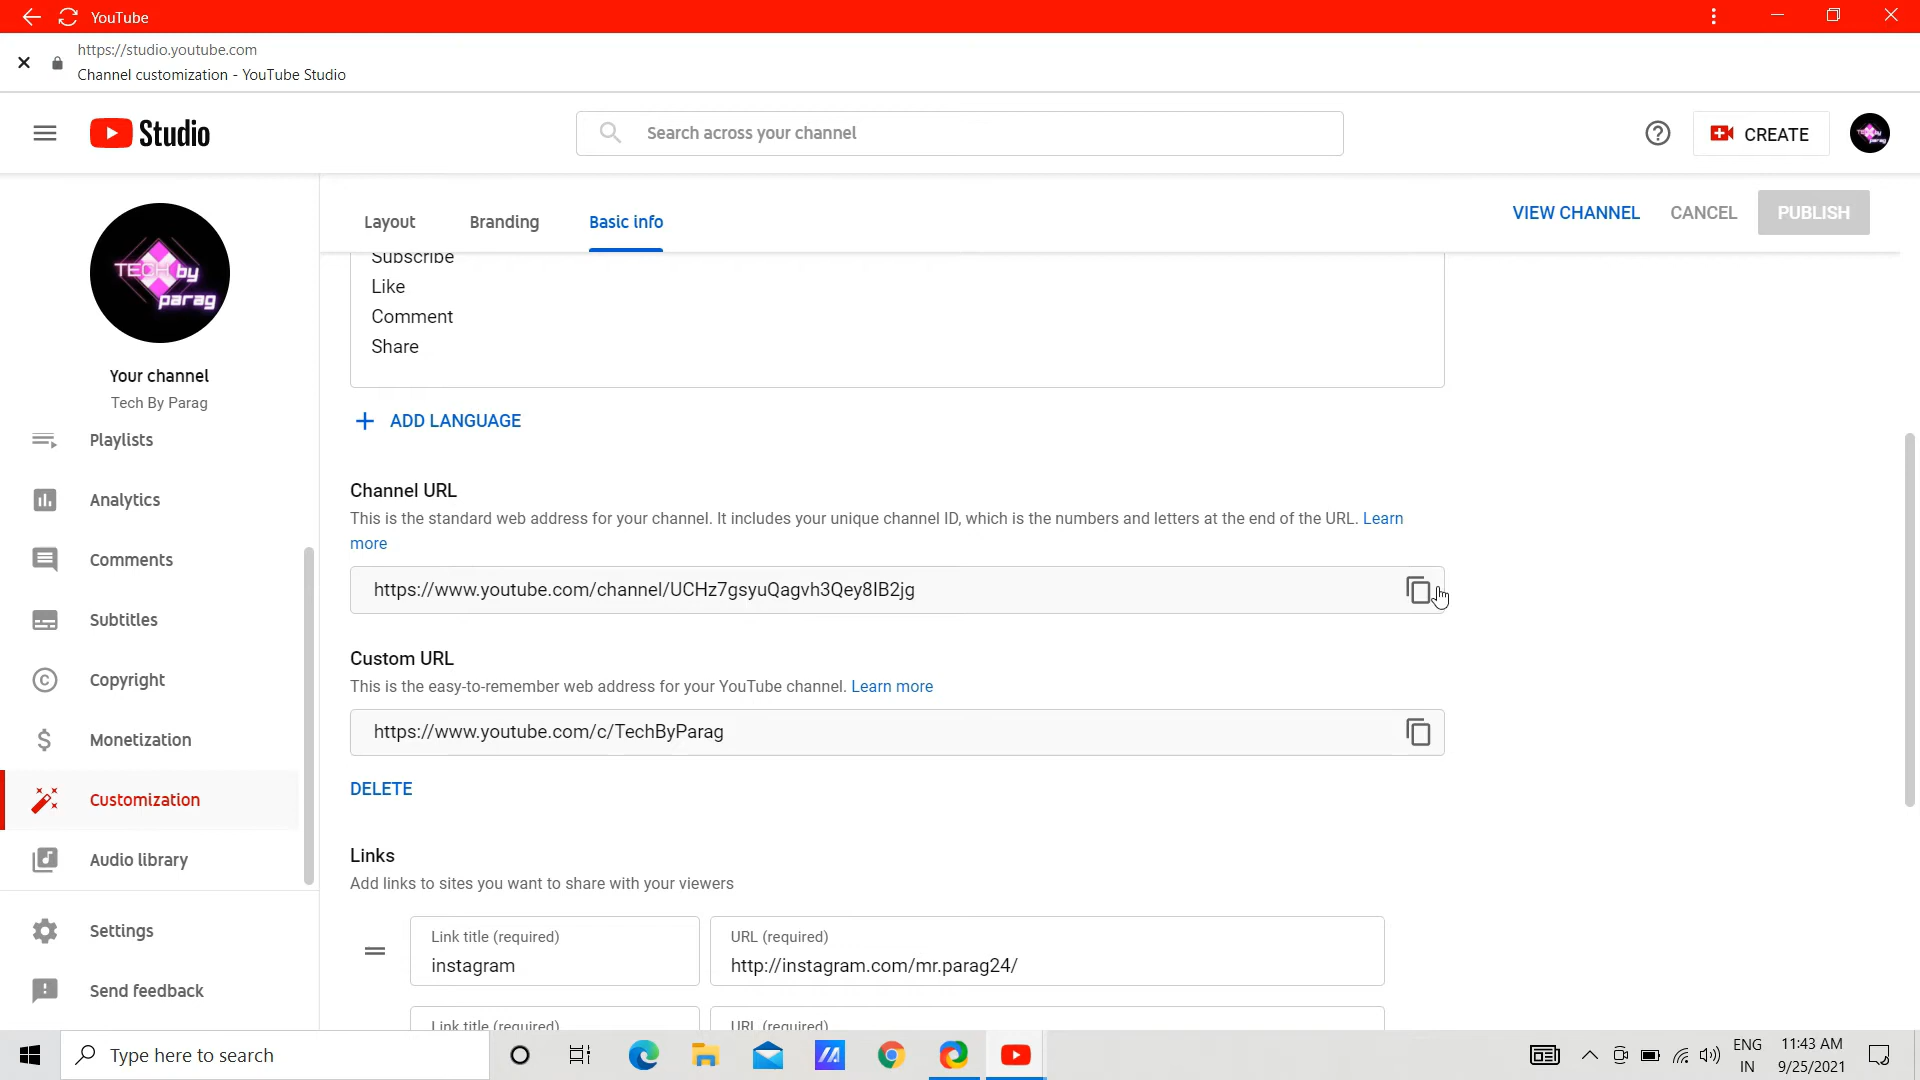 YouTube
https://studio.youtube.com
Channel customization - YouTube Studio
Studio
Search across your channel
CREATE
TECH by
parag
Your channel
Tech By Parag
Playlists
Analytics
Comments
Subtitles
Copyright
Monetization
Customization
Audio library
Settings
Send feedback
Layout Branding Basic info
VIEW CHANNEL CANCEL PUBLISH
Subscribe
Like
Comment
Share
ADD LANGUAGE
Channel URL
This is the standard web address for your channel. It includes your unique channel ID, which is the numbers and letters at the end of the URL. Learn
more
https://www.youtube.com/channel/UCHz7gsyuQagvh3Qey8IB2jg
Custom URL
This is the easy-to-remember web address for your YouTube channel. Learn more
https://www.youtube.com/c/TechByParag
DELETE
Links
Add links to sites you want to share with your viewers
Link title (required) URL (required)
instagram http://instagram.com/mr.parag24/
Link title (required) URL (required)
Type here to search
ENG
IN
11:43 AM
9/25/2021